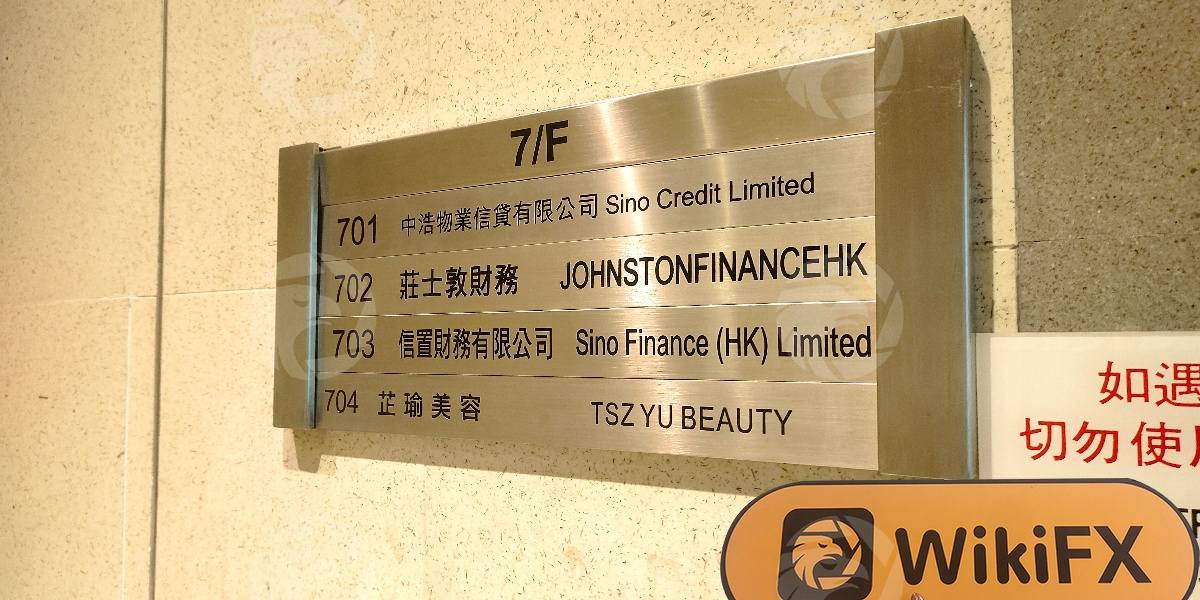 7/F
701 中浩物業信貸有限公司 Sino Credit Limited
702 莊士敦財務 JOHNSTONFINANCEHK
703 信置財務有限公司 Sino Finance (HK) Limited
704 芷瑜美容 TSZ YU BEAUTY
如遇
切勿使
WikiFX